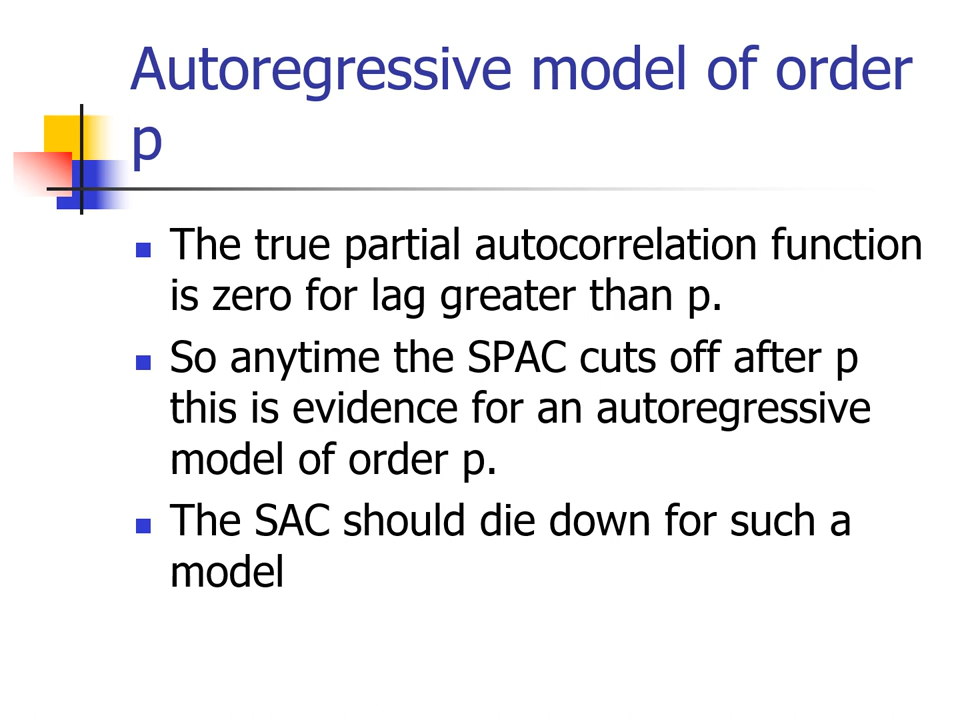 Autoregressive model of order
p
The true partial autocorrelation function
is zero for lag greater than p.
So anytime the SPAC cuts off after p
this is evidence for an autoregressive
model of order p.
The SAC should die down for such a
model